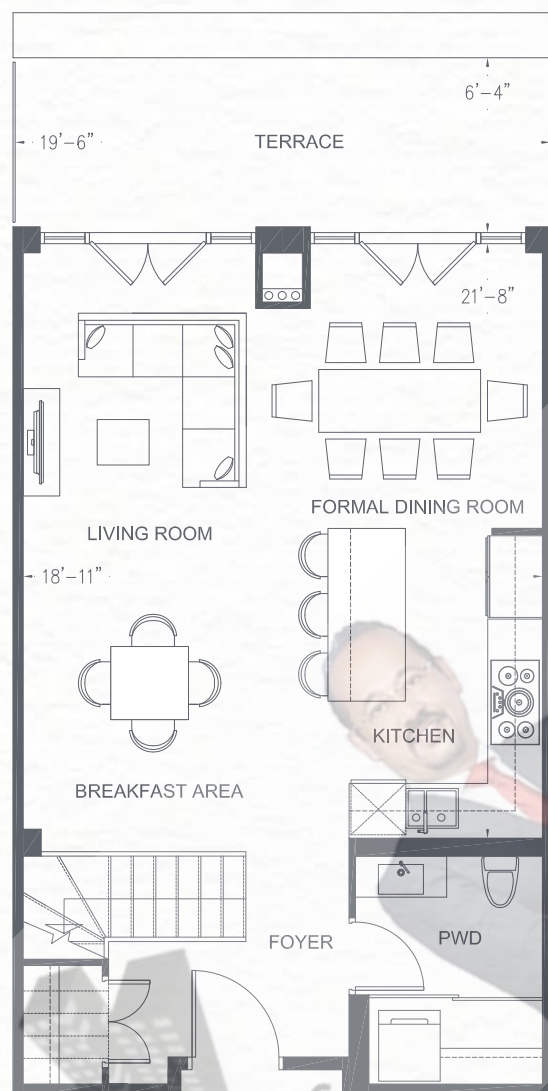 6'-4"
19'-6"
TERRACE
21'-8"
FORMAL DINING ROOM
LIVING ROOM
18'-11"
KITCHEN
BREAKFAST AREA
FOYER
PWD